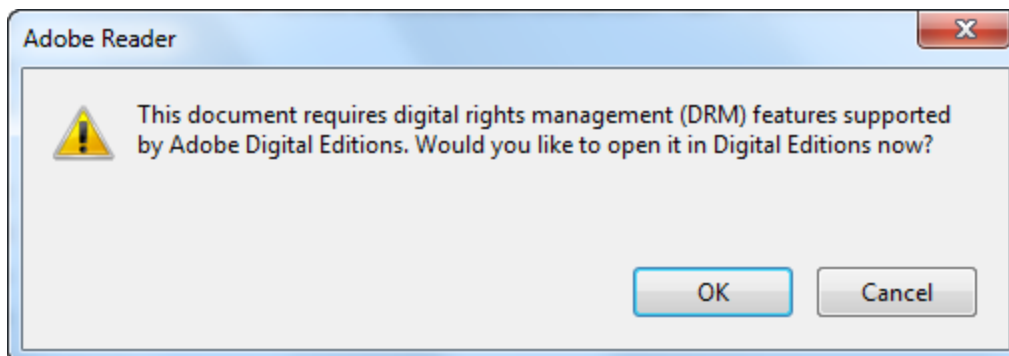 Adobe Reader
This document requires digital rights management (DRM) features supported
by Adobe Digital Editions. Would you like to open it in Digital Editions now?
OK
Cancel